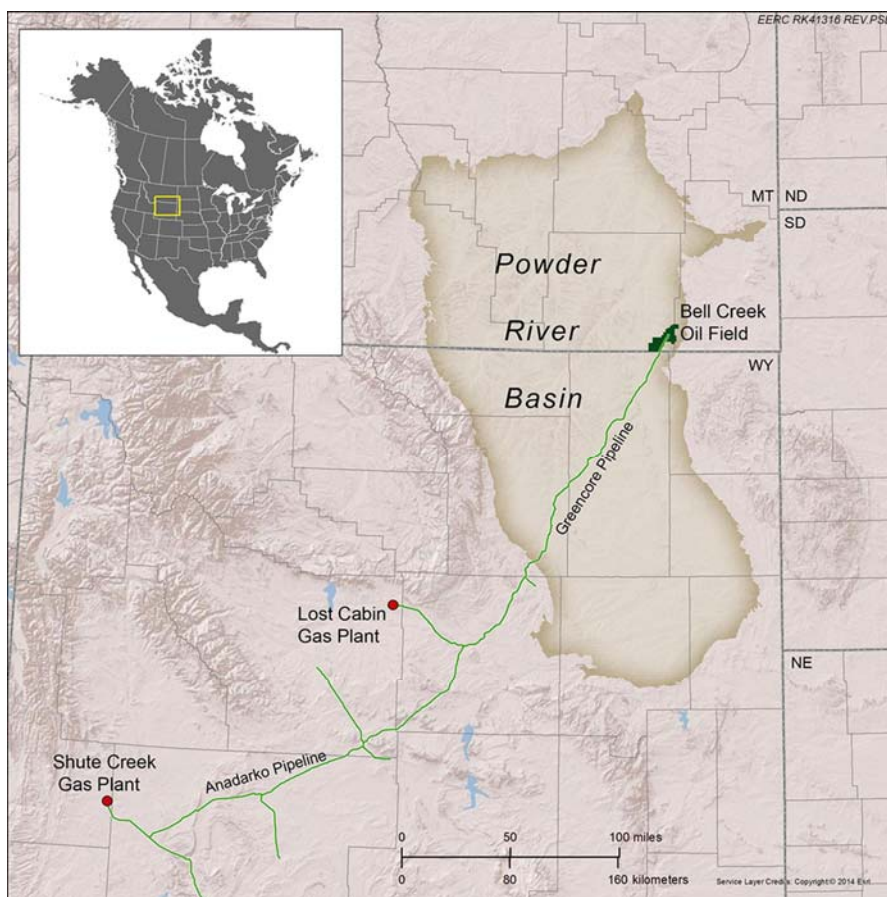 EERC RK41316 REV.PSD
MT
ND
SD
Powder
River
Basin
Bell Creek
Oil Field
WY
Greencore Pipeline
Lost Cabin
Gas Plant
NE
Shute Creek
Gas Plant
Anadarko Pipeline
0 50 100 miles
0 80 160 kilometers
Service Layer Credits: Copyright:© 2014 Esri